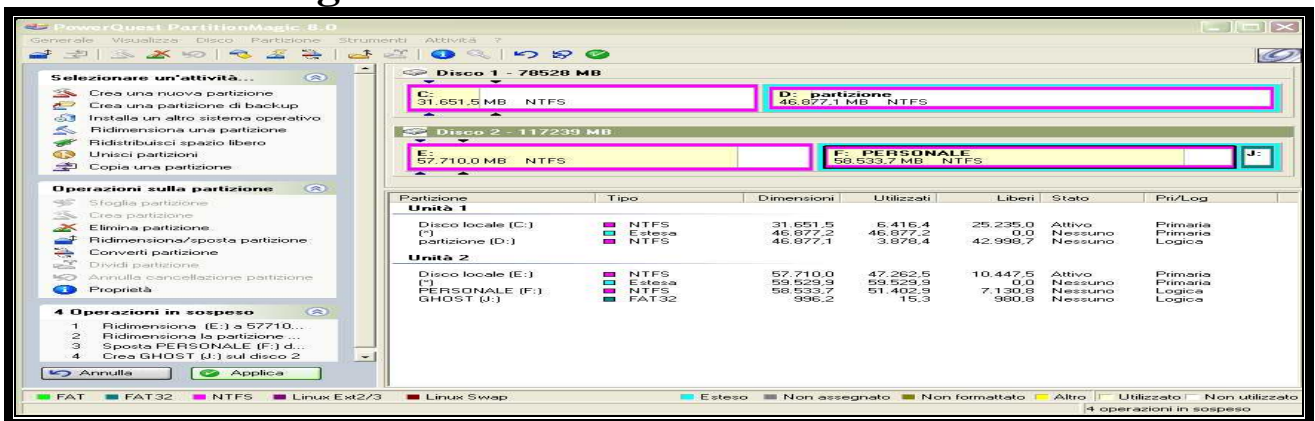 PowerQuest PartitionMagic 8.0
Generale Visualizza Disco Partizione Strumenti Attività ?
Selezionare un'attività...
Crea una nuova partizione
Crea una partizione di backup
Installa un altro sistema operativo
Ridimensiona una partizione
Ridistribuisci spazio libero
Unisci partizioni
Copia una partizione
Operazioni sulla partizione
Sfoglia partizione
Crea partizione
Elimina partizione
Ridimensiona/sposta partizione
Converti partizione
Dividi partizione
Annulla cancellazione partizione
Proprietà
4 Operazioni in sospeso
1 Ridimensiona (E:) a 57710...
2 Ridimensiona la partizione ...
3 Sposta PERSONALE (F:) d...
4 Crea GHOST (J:) sul disco 2
Annulla Applica
Disco 1 - 78528 MB
C:
31.651,5 MB NTFS
D: partizione
46.877,1 MB NTFS
Disco 2 - 117239 MB
E:
57.710,0 MB NTFS
F: PERSONALE
58.533,7 MB NTFS
J:
Partizione Tipo Dimensioni Utilizzati Liberi Stato Pri/Log
Unità 1
Disco locale (C:) NTFS 31.651,5 6.416,4 25.235,0 Attivo Primaria
(*) Estesa 46.877,2 46.877,2 0,0 Nessuno Primaria
partizione (D:) NTFS 46.877,1 3.878,4 42.998,7 Nessuno Logica
Unità 2
Disco locale (E:) NTFS 57.710,0 47.262,5 10.447,5 Attivo Primaria
(*) Estesa 59.529,9 59.529,9 0,0 Nessuno Primaria
PERSONALE (F:) NTFS 58.533,7 51.402,9 7.130,8 Nessuno Logica
GHOST (J:) FAT32 996,2 15,3 980,8 Nessuno Logica
FAT FAT32 NTFS Linux Ext2/3 Linux Swap Esteso Non assegnato Non formattato Altro Utilizzato Non utilizzato
4 operazioni in sospeso